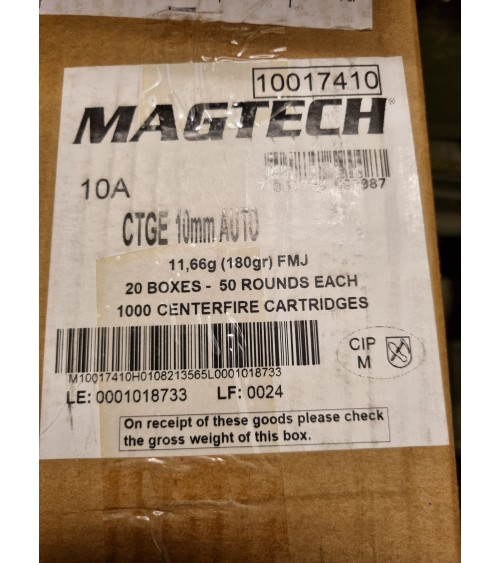 10017410
MAGTECH®
10A
CTGE 10mm AUTO
11,66g (180gr) FMJ
20 BOXES - 50 ROUNDS EACH
1000 CENTERFIRE CARTRIDGES
M10017410H0108213565L0001018733
CIP
M
LE: 0001018733 LF: 0024
On receipt of these goods please check
the gross weight of this box.